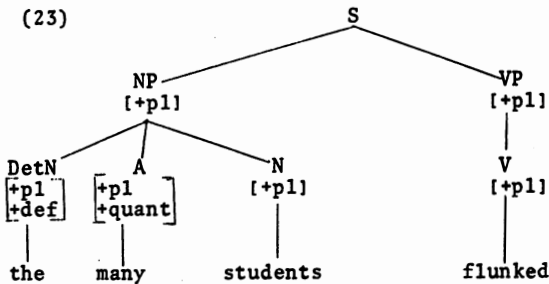 (23)
S
NP VP
[+pl] [+pl]
DetN A N V
[+pl +pl [+pl] [+pl]
+def] +quant]
the many students flunked